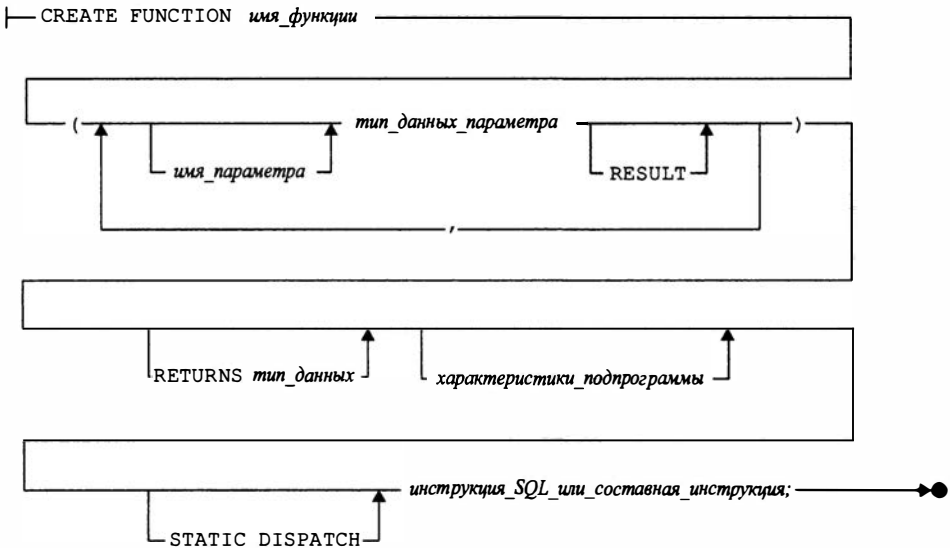 CREATE FUNCTION имя_функции
( тип_данных_параметра )
имя_параметра RESULT
,
RETURNS тип_данных характеристики_подпрограммы
инструкция_SQL_или_составная_инструкция;
STATIC DISPATCH